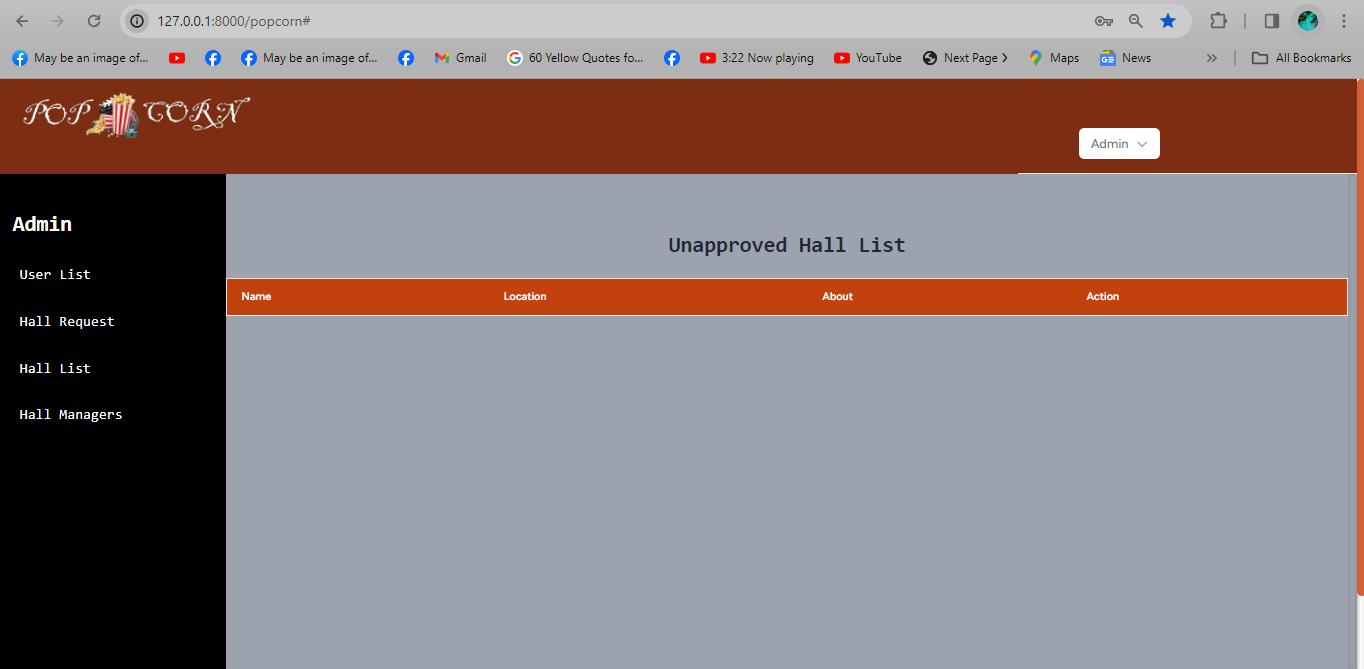 127.0.0.1:8000/popcorn#
May be an image of... May be an image of... Gmail 60 Yellow Quotes fo... 3:22 Now playing YouTube Next Page Maps News All Bookmarks
POP CORN
Admin
Admin
User List
Hall Request
Hall List
Hall Managers
Unapproved Hall List
Name Location About Action